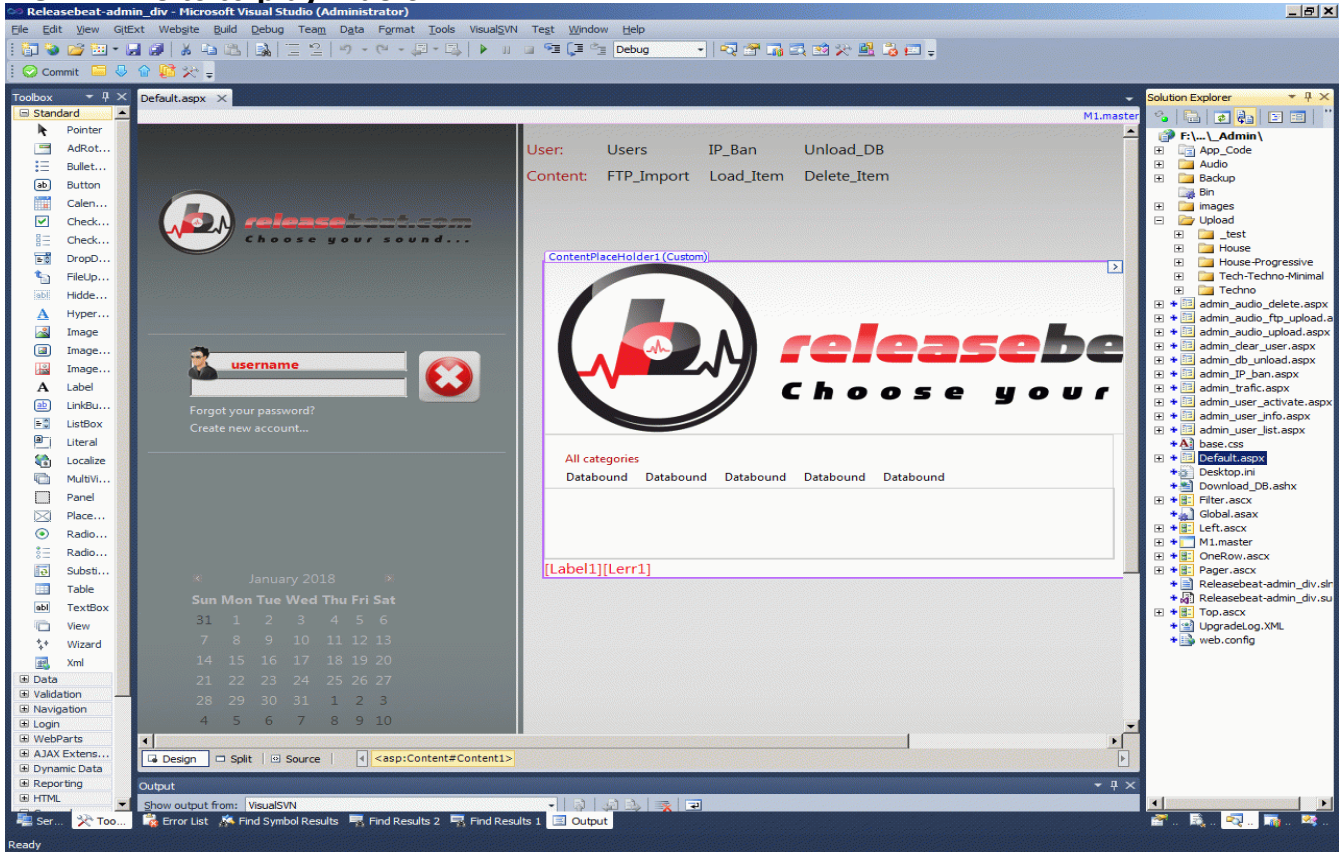 Releasebeat-admin_div - Microsoft Visual Studio (Administrator)
File Edit View GitExt Website Build Debug Team Data Format Tools VisualSVN Test Window Help
Debug
Commit
Toolbox
Standard
Pointer
AdRot...
Bullet...
Button
Calen...
Check...
Check...
DropD...
FileUp...
Hidde...
Hyper...
Image
Image...
Image...
Label
LinkBu...
ListBox
Literal
Localize
MultiVi...
Panel
Place...
Radio...
Radio...
Substi...
Table
TextBox
View
Wizard
Xml
Data
Validation
Navigation
Login
WebParts
AJAX Extens...
Dynamic Data
Reporting
HTML
Ser... Too...
Default.aspx
M1.master
releasebeat.com
Choose your sound...
username
Forgot your password?
Create new account...
< January 2018 >
Sun Mon Tue Wed Thu Fri Sat
31 1 2 3 4 5 6
7 8 9 10 11 12 13
14 15 16 17 18 19 20
21 22 23 24 25 26 27
28 29 30 31 1 2 3
4 5 6 7 8 9 10
User: Users IP_Ban Unload_DB
Content: FTP_Import Load_Item Delete_Item
ContentPlaceHolder1 (Custom)
releasebe
Choose your
All categories
Databound Databound Databound Databound Databound
[Label1][Lerr1]
Design Split Source <asp:Content#Content1>
Output
Show output from: VisualSVN
Error List Find Symbol Results Find Results 2 Find Results 1 Output
Solution Explorer
F:\...\_Admin\
App_Code
Audio
Backup
Bin
images
Upload
_test
House
House-Progressive
Tech-Techno-Minimal
Techno
admin_audio_delete.aspx
admin_audio_ftp_upload.a
admin_audio_upload.aspx
admin_clear_user.aspx
admin_db_unload.aspx
admin_IP_ban.aspx
admin_trafic.aspx
admin_user_activate.aspx
admin_user_info.aspx
admin_user_list.aspx
base.css
Default.aspx
Desktop.ini
Download_DB.ashx
Filter.ascx
Global.asax
Left.ascx
M1.master
OneRow.ascx
Pager.ascx
Releasebeat-admin_div.sln
Releasebeat-admin_div.su
Top.ascx
UpgradeLog.XML
web.config
Ready